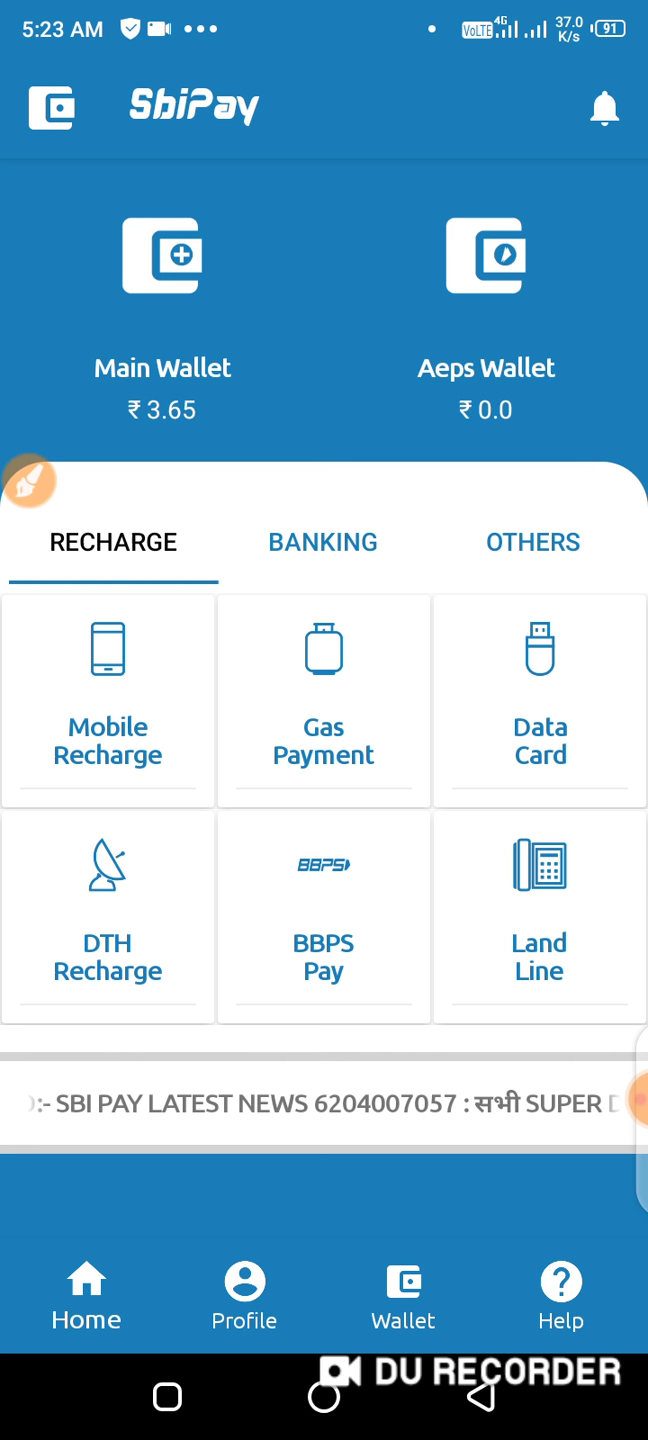 5:23 AM
VoLTE 4G 37.0 K/s 91
SbiPay
Main Wallet
₹ 3.65
Aeps Wallet
₹ 0.0
RECHARGE BANKING OTHERS
Mobile
Recharge
Gas
Payment
Data
Card
DTH
Recharge
BBPS
BBPS
Pay
Land
Line
:- SBI PAY LATEST NEWS 6204007057 : सभी SUPER
Home Profile Wallet Help
DU RECORDER